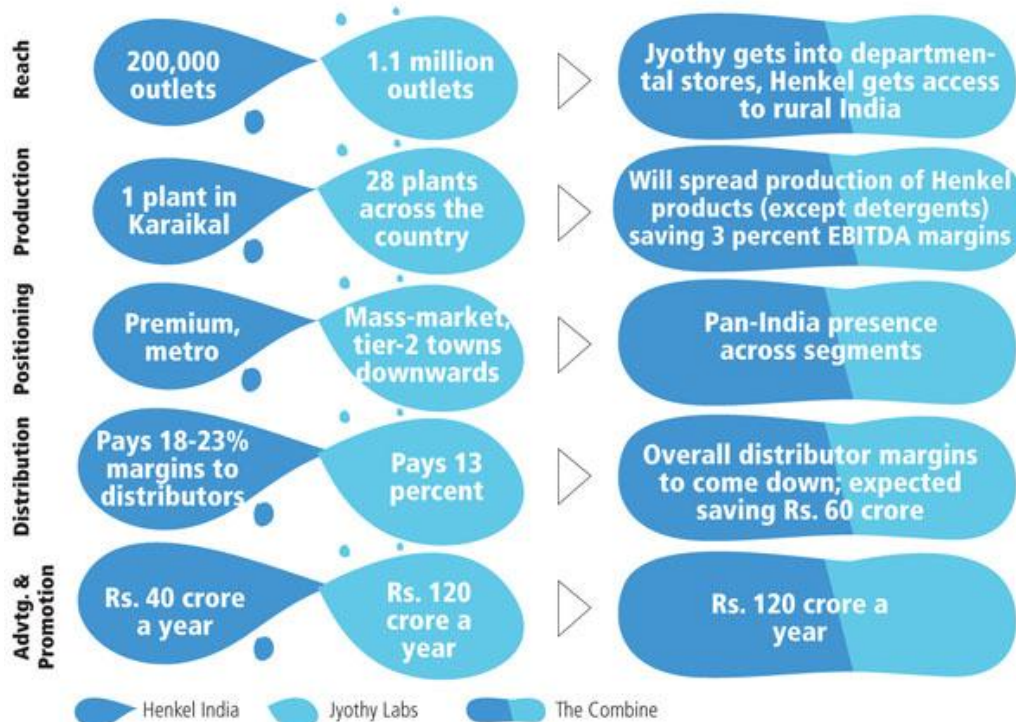 Reach
200,000
outlets
1.1 million
outlets
Jyothy gets into departmen-
tal stores, Henkel gets access
to rural India
Production
1 plant in
Karaikal
28 plants
across the
country
Will spread production of Henkel
products (except detergents)
saving 3 percent EBITDA margins
Positioning
Premium,
metro
Mass-market,
tier-2 towns
downwards
Pan-India presence
across segments
Distribution
Pays 18-23%
margins to
distributors
Pays 13
percent
Overall distributor margins
to come down; expected
saving Rs. 60 crore
Advtg. &
Promotion
Rs. 40 crore
a year
Rs. 120
crore a
year
Rs. 120 crore a
year
Henkel India
Jyothy Labs
The Combine